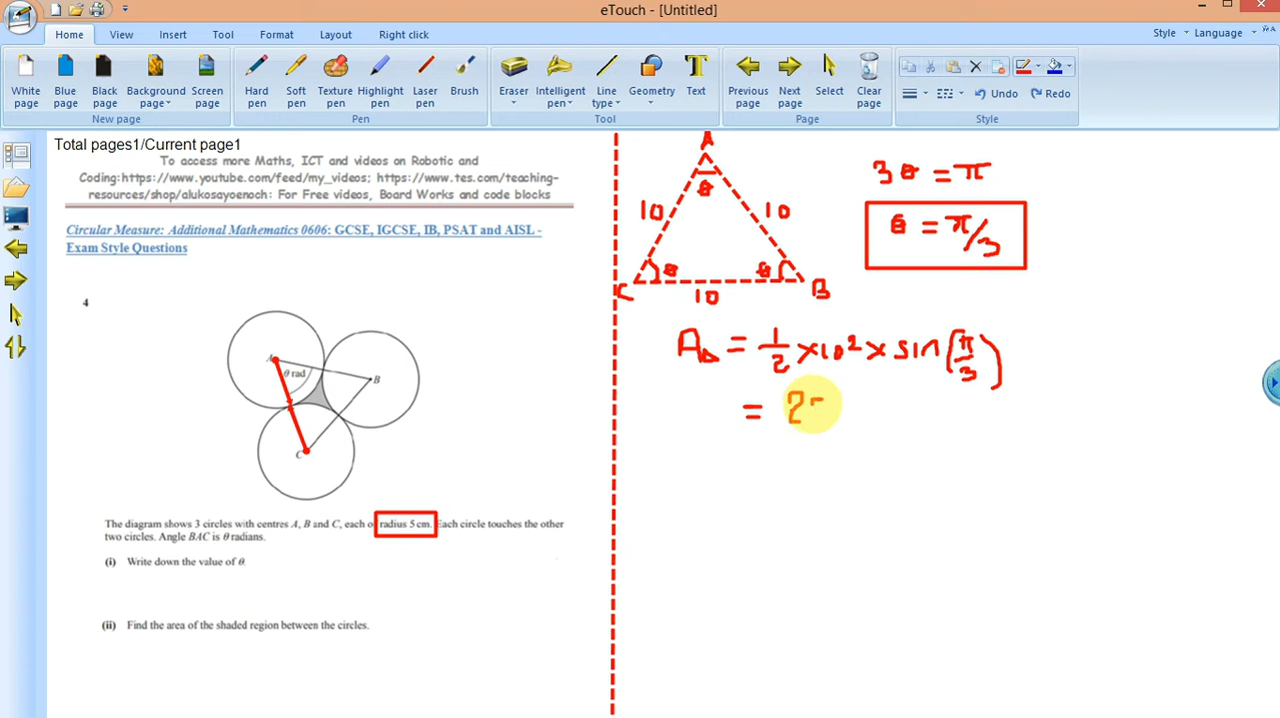 eTouch - [Untitled]
Home View Insert Tool Format Layout Right click Style Language
White page Blue page Black page Background page Screen page Hard pen Soft pen Texture pen Highlight pen Laser pen Brush Eraser Intelligent pen Line type Geometry Text Previous page Next page Select Clear page Undo Redo
New page Pen Tool Page Style
Total pages1/Current page1
To access more Maths, ICT and videos on Robotic and
Coding:https://www.youtube.com/feed/my_videos; https://www.tes.com/teaching-
resources/shop/alukosayoenoch: For Free videos, Board Works and code blocks
Circular Measure: Additional Mathematics 0606: GCSE, IGCSE, IB, PSAT and AISL -
Exam Style Questions
4
A
θ rad
B
C
The diagram shows 3 circles with centres A, B and C, each o radius 5 cm. Each circle touches the other
two circles. Angle BAC is θ radians.
(i) Write down the value of θ.
(ii) Find the area of the shaded region between the circles.
A
θ
10 10
θ θ
C 10 B
3θ = π
θ = π/3
A△ = 1/2 × 10² × sin(π/3)
= 2